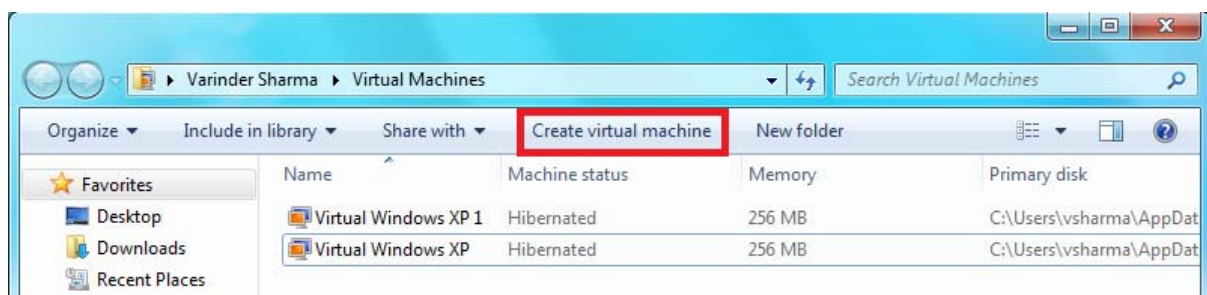 Varinder Sharma Virtual Machines Search Virtual Machines
Organize Include in library Share with Create virtual machine New folder
Favorites Name Machine status Memory Primary disk
Desktop Virtual Windows XP 1 Hibernated 256 MB C:\Users\vsharma\AppDat
Downloads Virtual Windows XP Hibernated 256 MB C:\Users\vsharma\AppDat
Recent Places